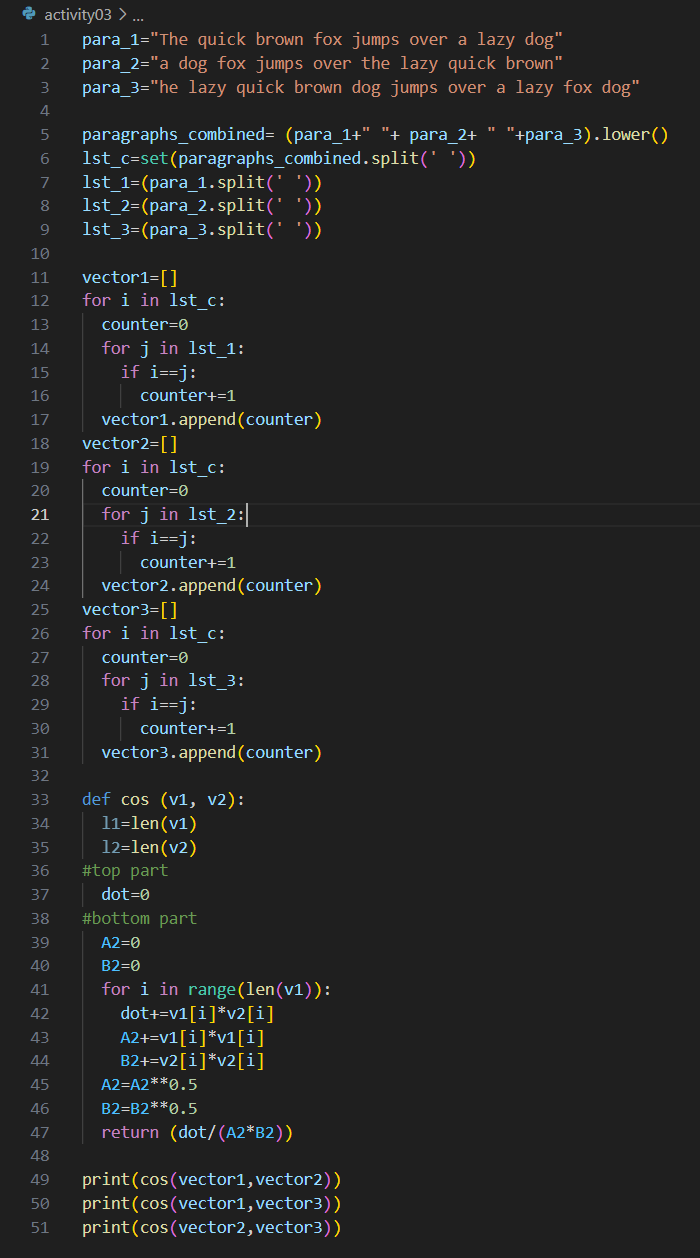 activity03 > ...
1 para_1="The quick brown fox jumps over a lazy dog"
2 para_2="a dog fox jumps over the lazy quick brown"
3 para_3="he lazy quick brown dog jumps over a lazy fox dog"
4
5 paragraphs_combined= (para_1+" "+ para_2+ " "+para_3).lower()
6 lst_c=set(paragraphs_combined.split(' '))
7 lst_1=(para_1.split(' '))
8 lst_2=(para_2.split(' '))
9 lst_3=(para_3.split(' '))
10
11 vector1=[]
12 for i in lst_c:
13   counter=0
14   for j in lst_1:
15     if i==j:
16       counter+=1
17   vector1.append(counter)
18 vector2=[]
19 for i in lst_c:
20   counter=0
21   for j in lst_2:
22     if i==j:
23       counter+=1
24   vector2.append(counter)
25 vector3=[]
26 for i in lst_c:
27   counter=0
28   for j in lst_3:
29     if i==j:
30       counter+=1
31   vector3.append(counter)
32
33 def cos (v1, v2):
34   l1=len(v1)
35   l2=len(v2)
36 #top part
37   dot=0
38 #bottom part
39   A2=0
40   B2=0
41   for i in range(len(v1)):
42     dot+=v1[i]*v2[i]
43     A2+=v1[i]*v1[i]
44     B2+=v2[i]*v2[i]
45   A2=A2**0.5
46   B2=B2**0.5
47   return (dot/(A2*B2))
48
49 print(cos(vector1,vector2))
50 print(cos(vector1,vector3))
51 print(cos(vector2,vector3))